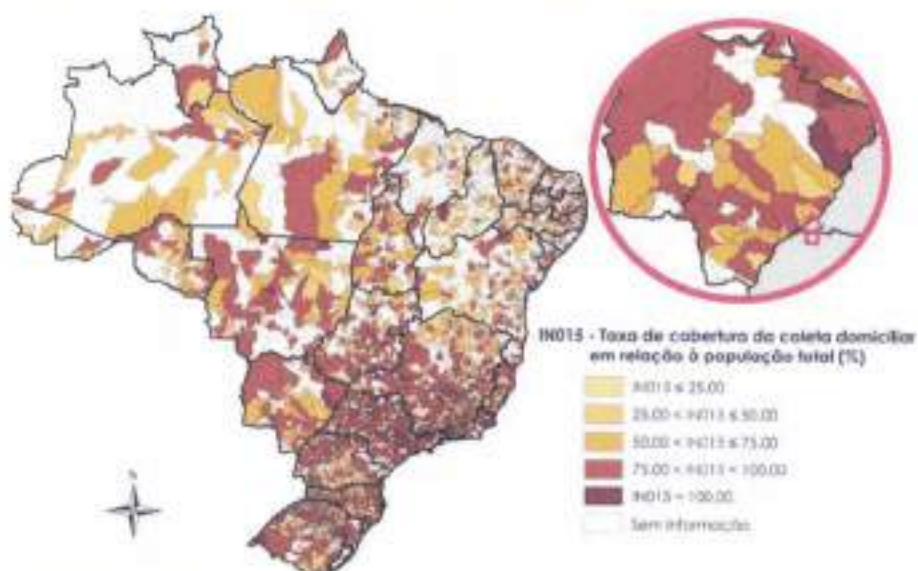 N
IN015 - Taxa de cobertura da coleta domiciliar
em relação à população total (%)
IN015 ≤ 25.00
25.00 < IN015 ≤ 50.00
50.00 < IN015 ≤ 75.00
75.00 < IN015 < 100.00
IN015 = 100.00
Sem informação